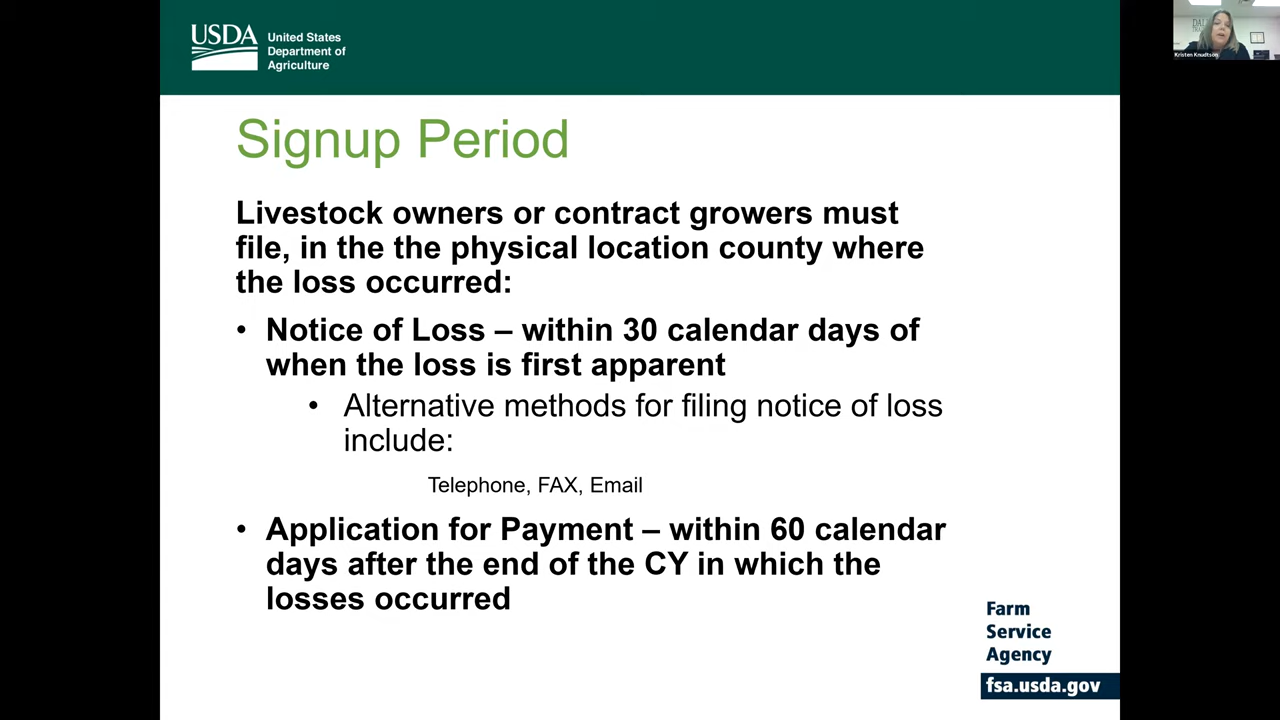 USDA
United States
Department of
Agriculture
Kristen Knudtson
Signup Period
Livestock owners or contract growers must
file, in the the physical location county where
the loss occurred:
• Notice of Loss – within 30 calendar days of
when the loss is first apparent
• Alternative methods for filing notice of loss
include:
Telephone, FAX, Email
• Application for Payment – within 60 calendar
days after the end of the CY in which the
losses occurred
Farm
Service
Agency
fsa.usda.gov